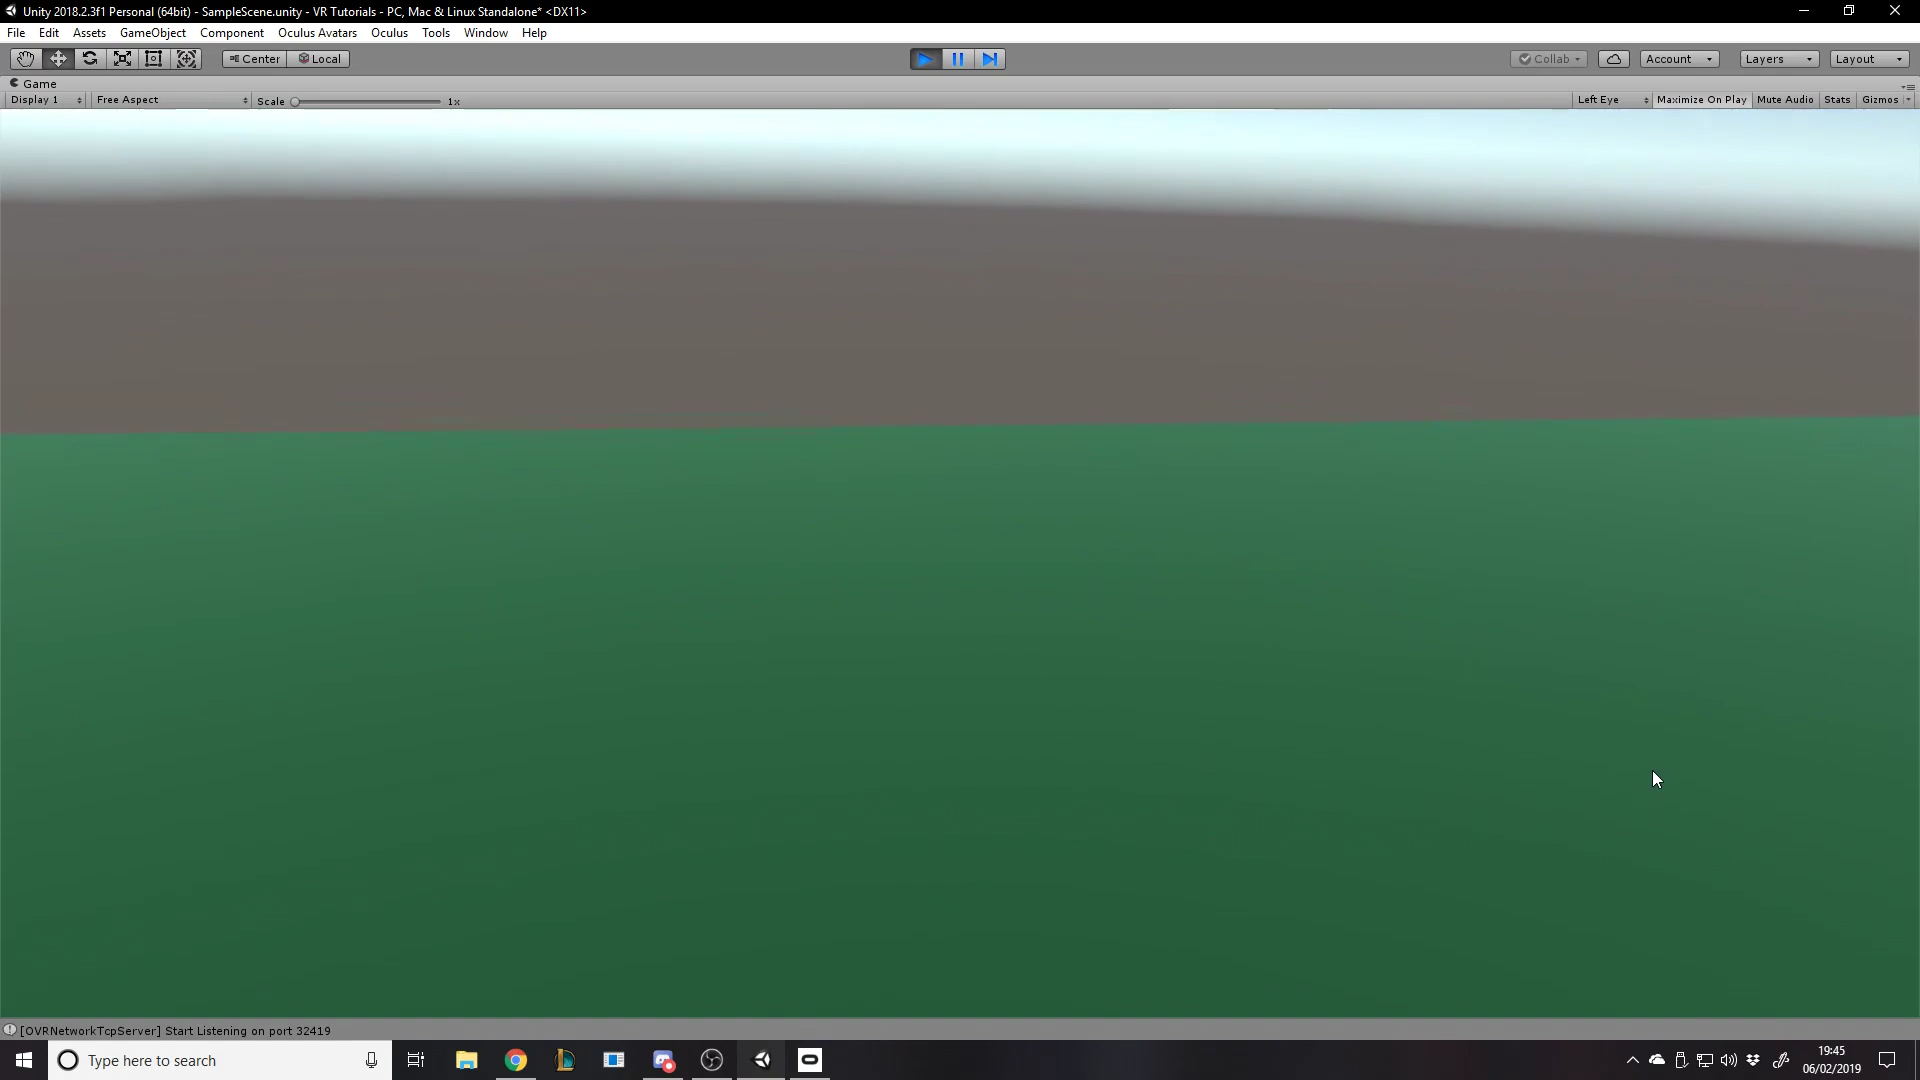 Unity 2018.2.3f1 Personal (64bit) - SampleScene.unity - VR Tutorials - PC, Mac & Linux Standalone* <DX11>
File Edit Assets GameObject Component Oculus Avatars Oculus Tools Window Help
Center Local Collab Account Layers Layout
Game
Display 1 Free Aspect Scale 1x Left Eye Maximize On Play Mute Audio Stats Gizmos
[OVRNetworkTcpServer] Start Listening on port 32419
Type here to search
19:45
06/02/2019